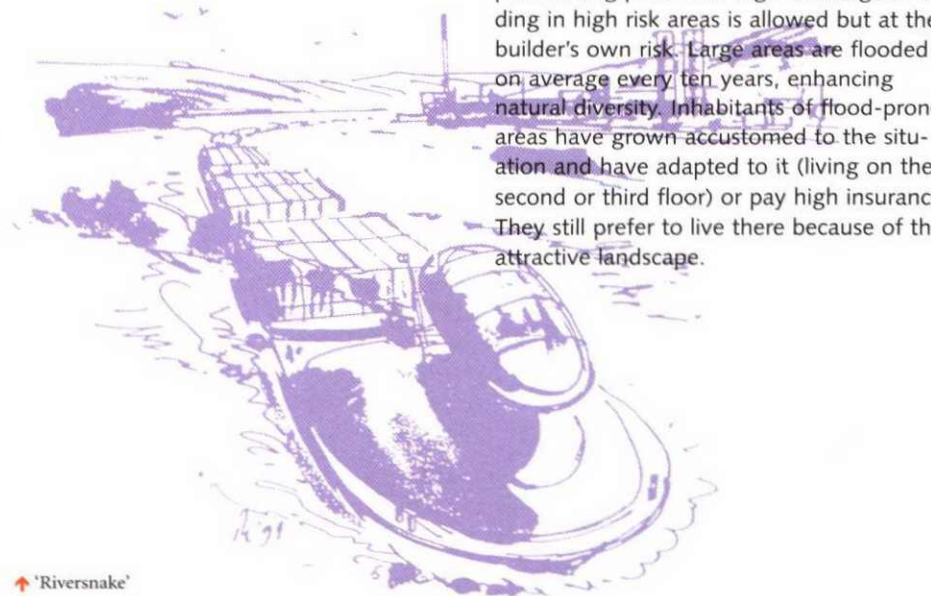 ding in high risk areas is allowed but at the
builder's own risk. Large areas are flooded
on average every ten years, enhancing
natural diversity. Inhabitants of flood-pron
areas have grown accustomed to the situ-
ation and have adapted to it (living on the
second or third floor) or pay high insuranc
They still prefer to live there because of th
attractive landscape.
'Riversnake'